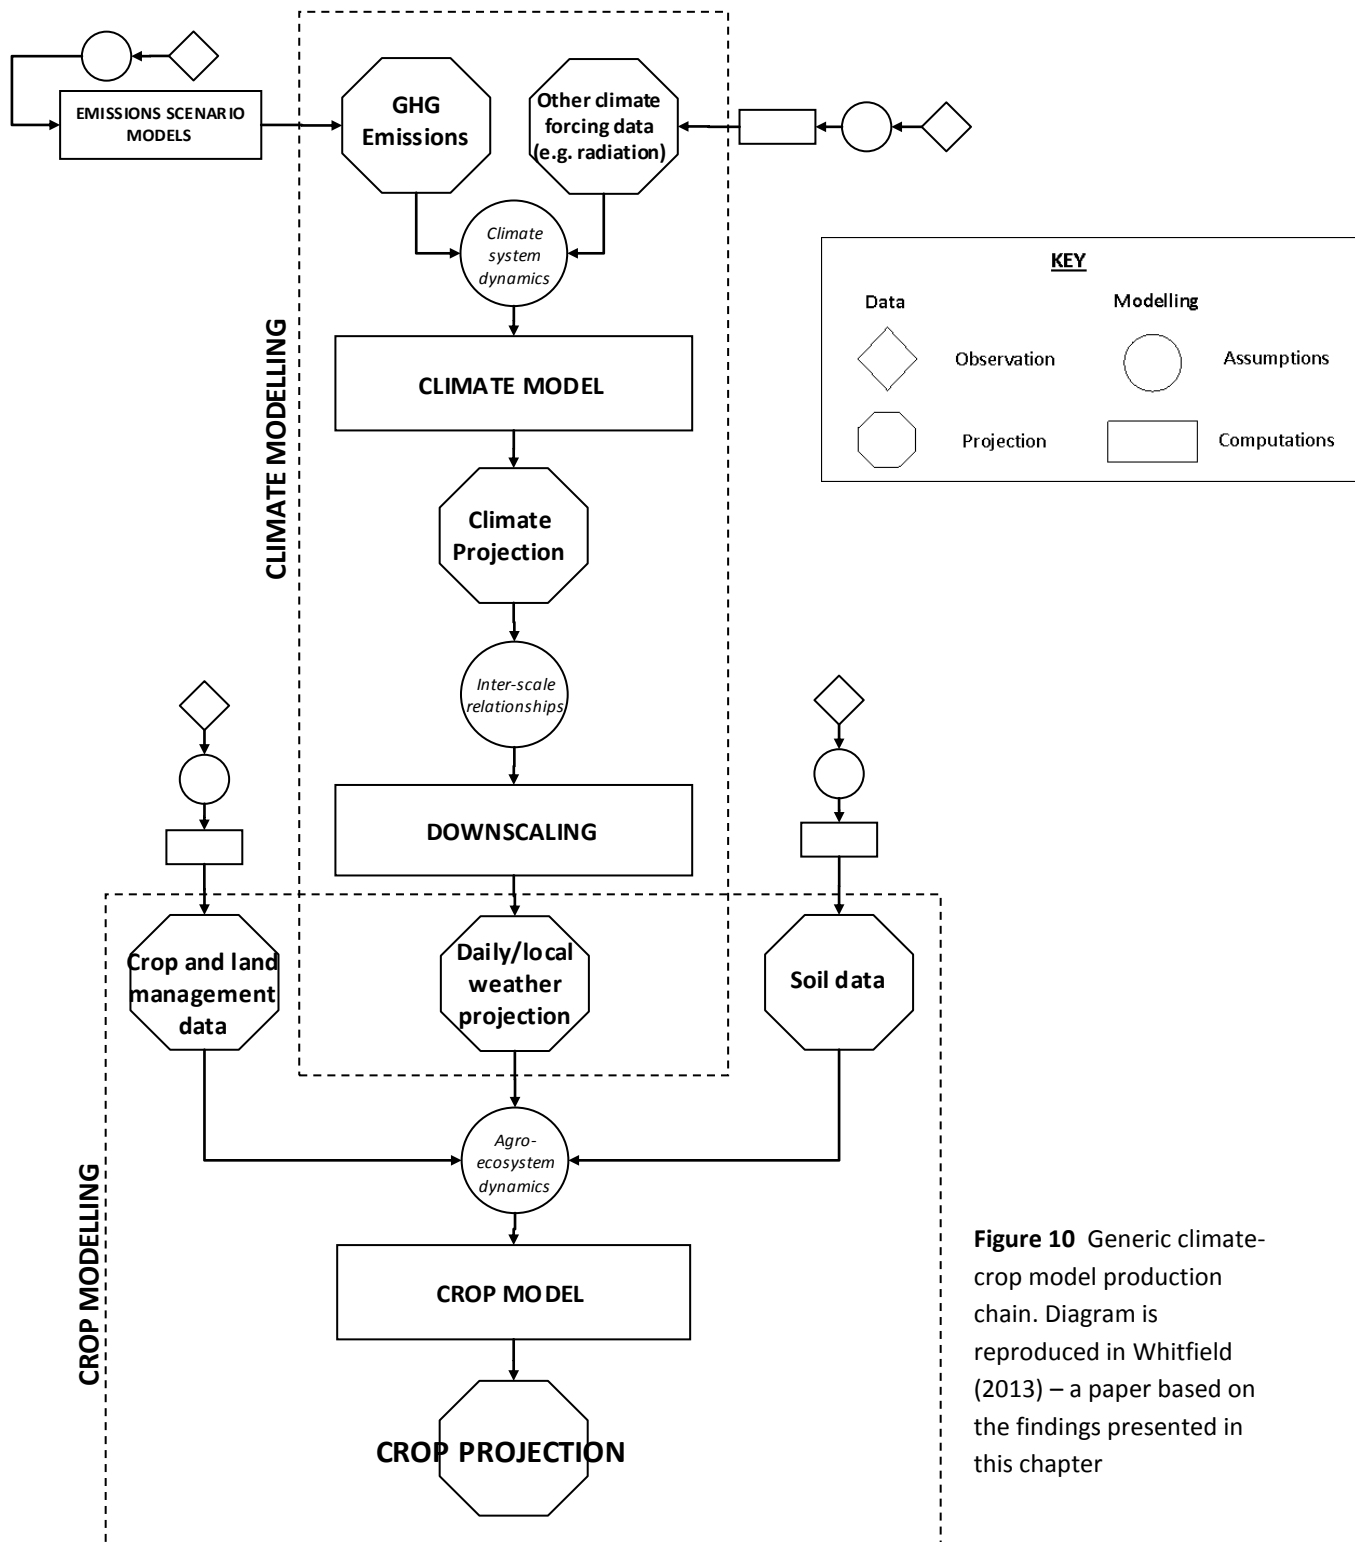 EMISSIONS SCENARIO
MODELS
GHG
Emissions
Other climate
forcing data
(e.g. radiation)
Climate
system
dynamics
KEY
Data
Modelling
Observation
Assumptions
Projection
Computations
CLIMATE MODELLING
CLIMATE MODEL
Climate
Projection
Inter-scale
relationships
DOWNSCALING
Crop and land
management
data
Daily/local
weather
projection
Soil data
CROP MODELLING
Agro-
ecosystem
dynamics
CROP MODEL
CROP PROJECTION
Figure 10 Generic climate-
crop model production
chain. Diagram is
reproduced in Whitfield
(2013) – a paper based on
the findings presented in
this chapter